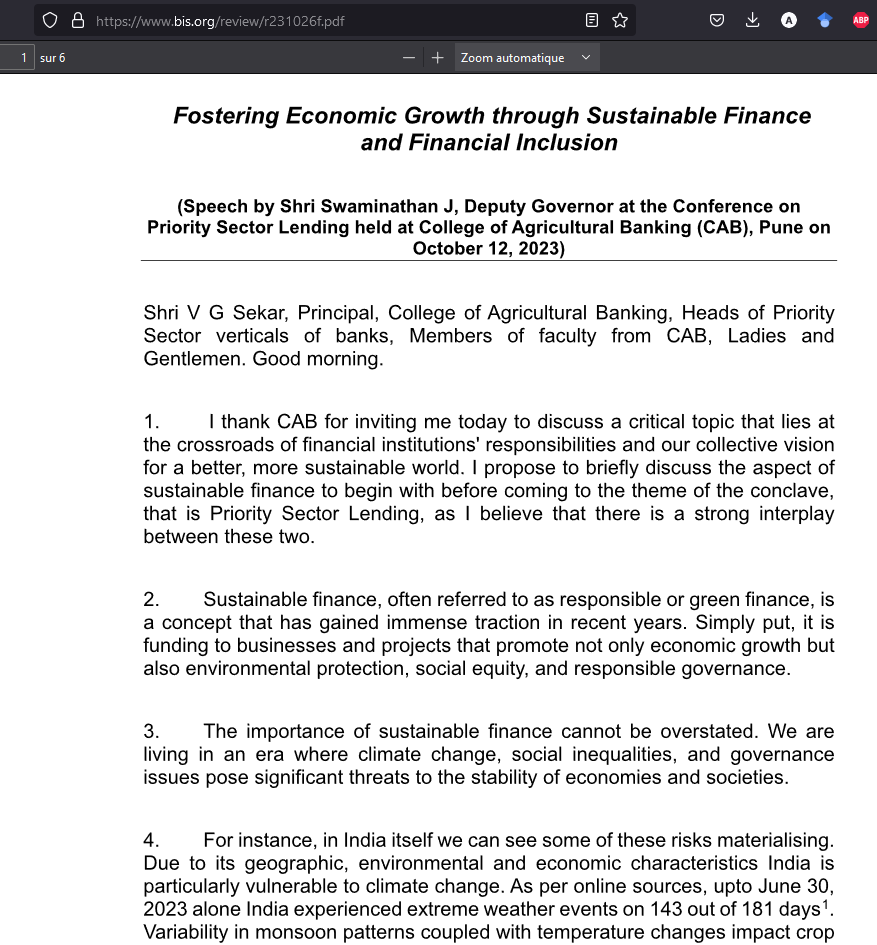 https://www.bis.org/review/r231026f.pdf
A
ABP
1 sur 6
Zoom automatique
Fostering Economic Growth through Sustainable Finance
and Financial Inclusion
(Speech by Shri Swaminathan J, Deputy Governor at the Conference on
Priority Sector Lending held at College of Agricultural Banking (CAB), Pune on
October 12, 2023)
Shri V G Sekar, Principal, College of Agricultural Banking, Heads of Priority
Sector verticals of banks, Members of faculty from CAB, Ladies and
Gentlemen. Good morning.
1. I thank CAB for inviting me today to discuss a critical topic that lies at
the crossroads of financial institutions' responsibilities and our collective vision
for a better, more sustainable world. I propose to briefly discuss the aspect of
sustainable finance to begin with before coming to the theme of the conclave,
that is Priority Sector Lending, as I believe that there is a strong interplay
between these two.
2. Sustainable finance, often referred to as responsible or green finance, is
a concept that has gained immense traction in recent years. Simply put, it is
funding to businesses and projects that promote not only economic growth but
also environmental protection, social equity, and responsible governance.
3. The importance of sustainable finance cannot be overstated. We are
living in an era where climate change, social inequalities, and governance
issues pose significant threats to the stability of economies and societies.
4. For instance, in India itself we can see some of these risks materialising.
Due to its geographic, environmental and economic characteristics India is
particularly vulnerable to climate change. As per online sources, upto June 30,
2023 alone India experienced extreme weather events on 143 out of 181 days¹.
Variability in monsoon patterns coupled with temperature changes impact crop